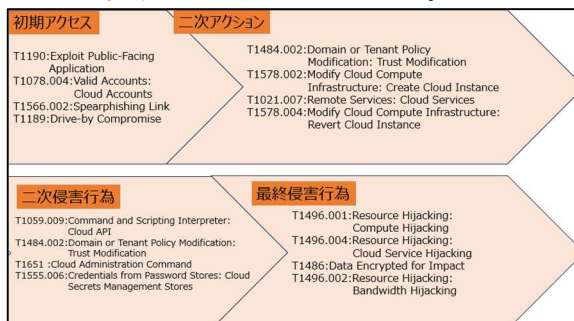 初期アクセス
T1190:Exploit Public-Facing
Application
T1078.004:Valid Accounts:
Cloud Accounts
T1566.002:Spearphishing Link
T1189:Drive-by Compromise
二次アクション
T1484.002:Domain or Tenant Policy
Modification: Trust Modification
T1578.002:Modify Cloud Compute
Infrastructure: Create Cloud Instance
T1021.007:Remote Services: Cloud Services
T1578.004:Modify Cloud Compute Infrastructure:
Revert Cloud Instance
二次侵害行為
T1059.009:Command and Scripting Interpreter:
Cloud API
T1484.002:Domain or Tenant Policy Modification:
Trust Modification
T1651 :Cloud Administration Command
T1555.006:Credentials from Password Stores: Cloud
Secrets Management Stores
最終侵害行為
T1496.001:Resource Hijacking:
Compute Hijacking
T1496.004:Resource Hijacking:
Cloud Service Hijacking
T1486:Data Encrypted for Impact
T1496.002:Resource Hijacking:
Bandwidth Hijacking